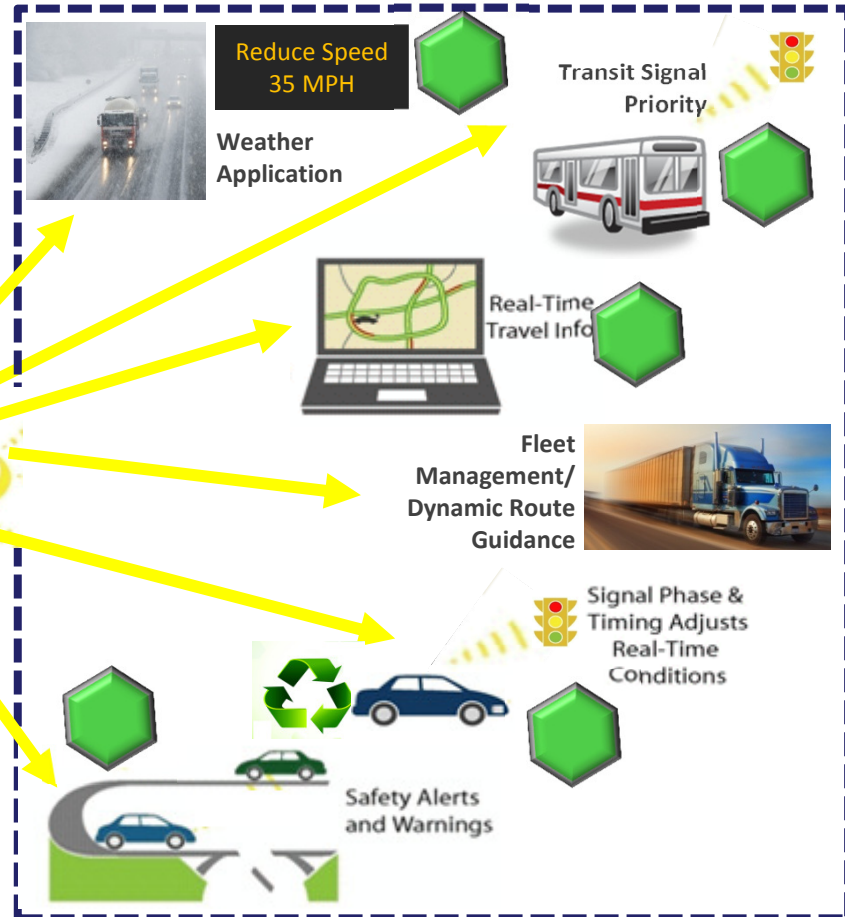 Reduce Speed
35 MPH
Weather
Application
Transit Signal
Priority
Real-Time
Travel Info
Fleet
Management/
Dynamic Route
Guidance
Signal Phase &
Timing Adjusts
Real-Time
Conditions
Safety Alerts
and Warnings